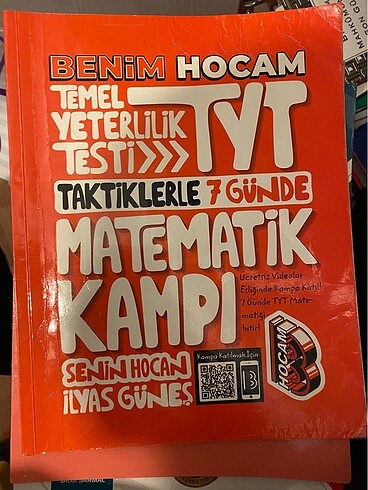 BENİM HOCAM
TEMEL
YETERLİLİK
TESTİ>>>
TYT
TAKTİKLERLE 7 GÜNDE
MATEMATİK
KAMPI
Ücretsiz Videolar
Eşliğinde Kampa Katıl!
7 Günde TYT Mate-
matiği
bitir!
SENİN HOCAN
İLYAS GÜNEŞ
Kampa Katılmak İçin
HOCAM